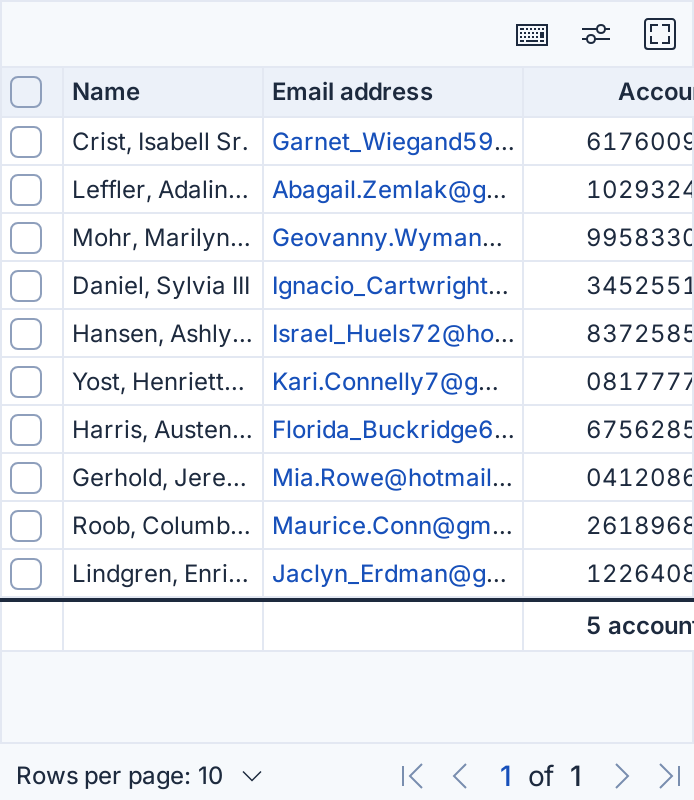 Name Email address Accou
Crist, Isabell Sr. Garnet_Wiegand59... 6176009
Leffler, Adalin... Abagail.Zemlak@g... 1029324
Mohr, Marilyn... Geovanny.Wyman... 9958330
Daniel, Sylvia III Ignacio_Cartwright... 3452551
Hansen, Ashly... Israel_Huels72@ho... 8372585
Yost, Henriett... Kari.Connelly7@g... 0817777
Harris, Austen... Florida_Buckridge6... 6756285
Gerhold, Jere... Mia.Rowe@hotmail... 0412086
Roob, Columb... Maurice.Conn@gm... 2618968
Lindgren, Enri... Jaclyn_Erdman@g... 1226408
5 account
Rows per page: 10 1 of 1